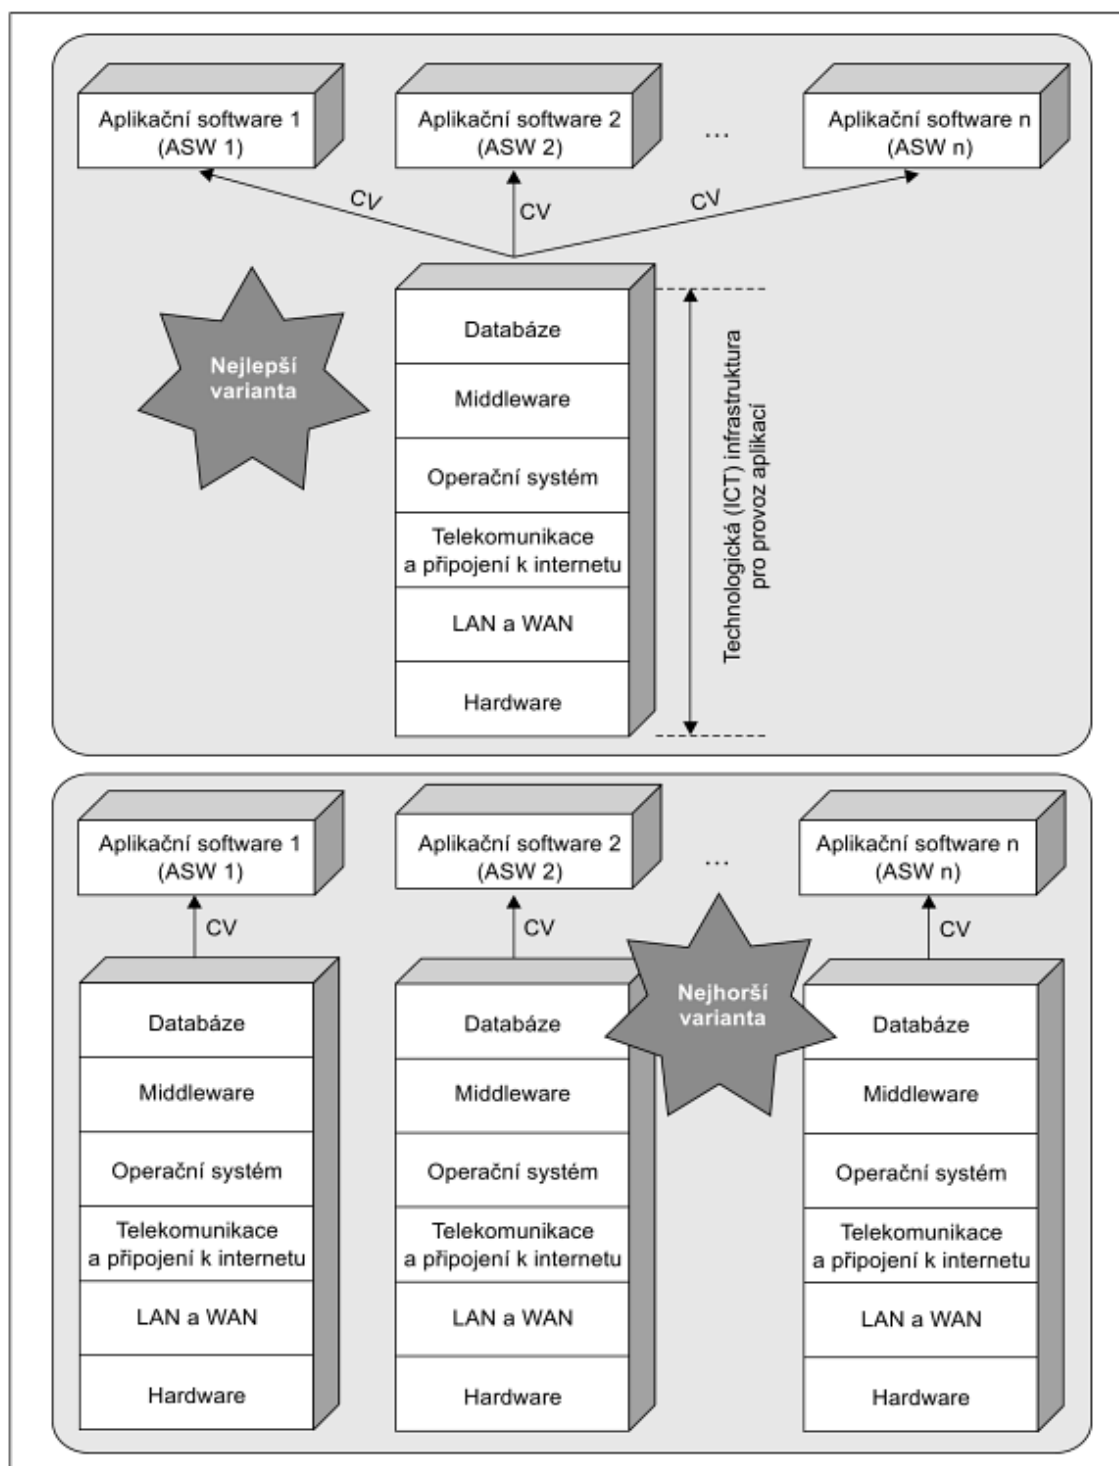 Aplikační software 1
(ASW 1)
Aplikační software 2
(ASW 2)
...
Aplikační software n
(ASW n)
CV
CV
CV
Nejlepší
varianta
Databáze
Middleware
Operační systém
Telekomunikace
a připojení k internetu
LAN a WAN
Hardware
Technologická (ICT) infrastruktura
pro provoz aplikací
Aplikační software 1
(ASW 1)
Aplikační software 2
(ASW 2)
...
Aplikační software n
(ASW n)
CV
CV
CV
Nejhorší
varianta
Databáze
Middleware
Operační systém
Telekomunikace
a připojení k internetu
LAN a WAN
Hardware
Databáze
Middleware
Operační systém
Telekomunikace
a připojení k internetu
LAN a WAN
Hardware
Databáze
Middleware
Operační systém
Telekomunikace
a připojení k internetu
LAN a WAN
Hardware